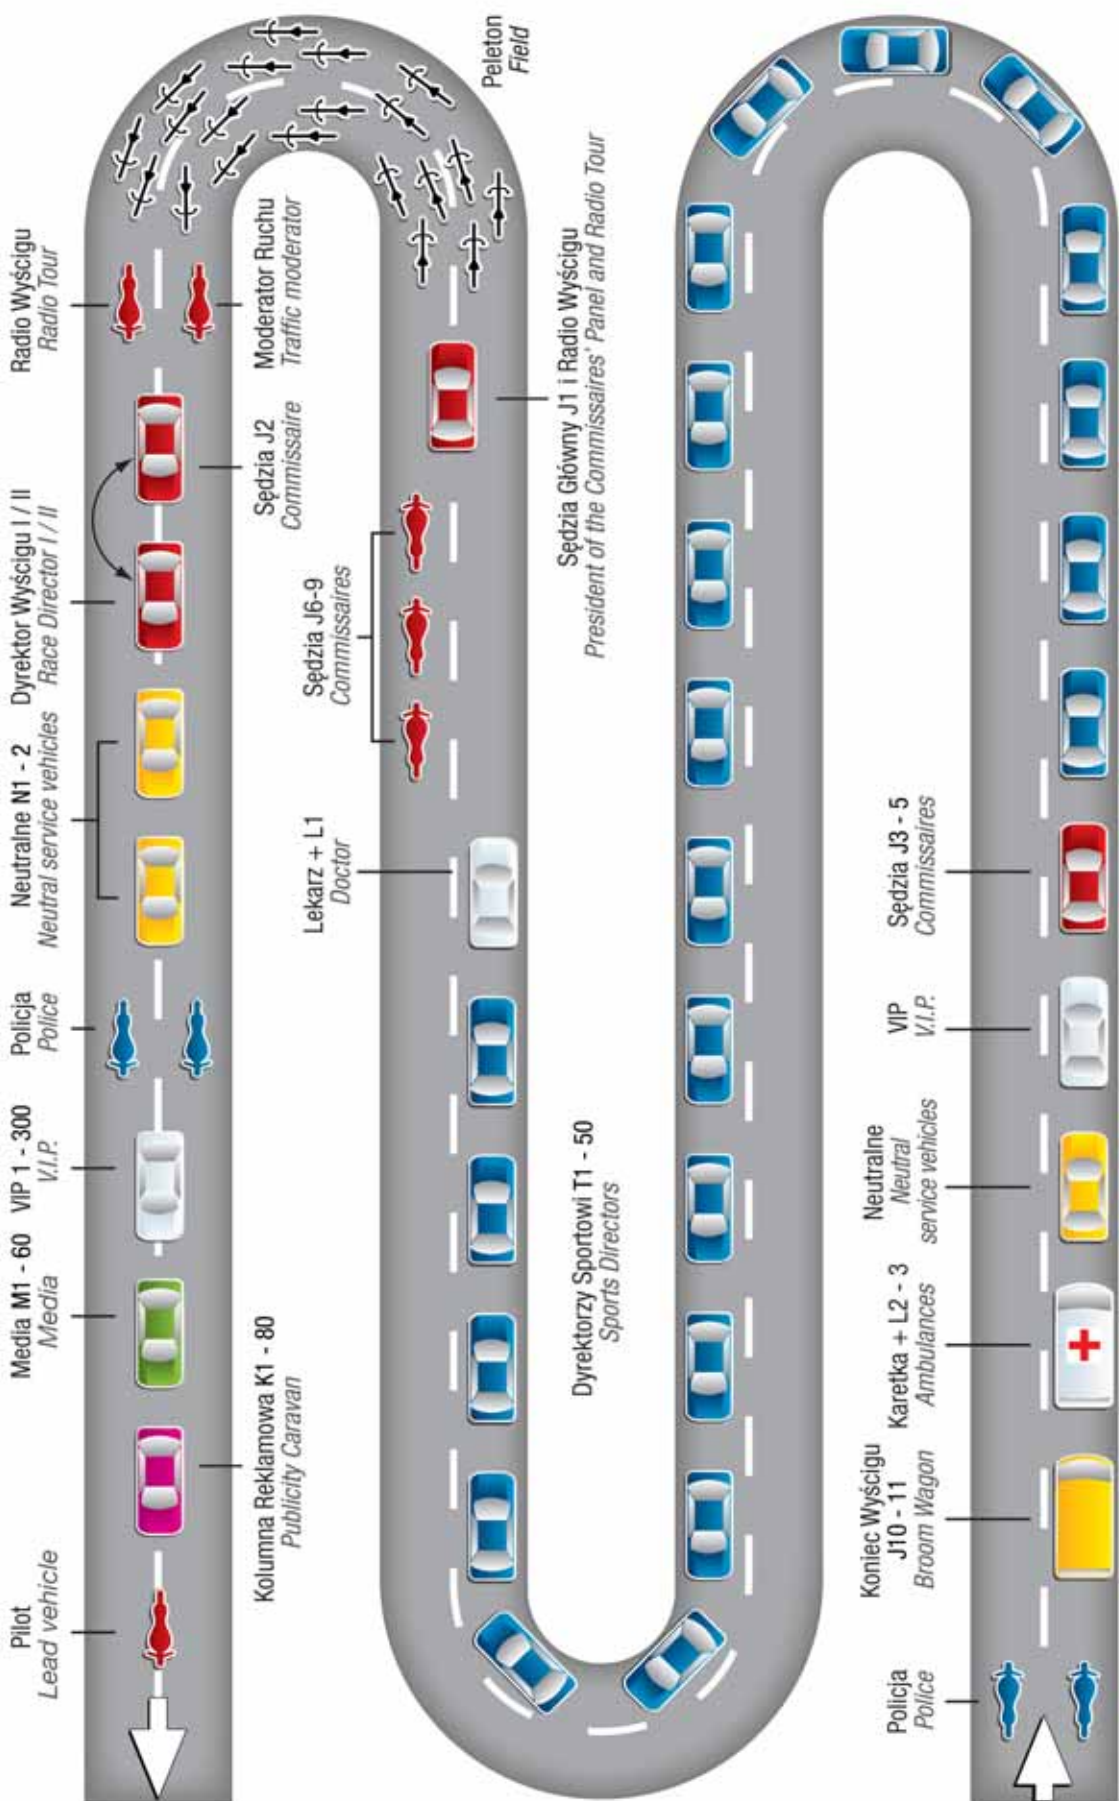 Pilot
Lead vehicle
Kolumna Reklamowa K1 - 80
Publicity Caravan
Media M1 - 60
Media
VIP 1 - 300
V.I.P.
Policja
Police
Neutralne N1 - 2
Neutral service vehicles
Dyrektor Wyścigu I / II
Race Director I / II
Sędzia J2
Commissaire
Radio Wyścigu
Radio Tour
Moderator Ruchu
Traffic moderator
Peleton
Field
Sędzia Główny J1 i Radio Wyścigu
President of the Commissaires' Panel and Radio Tour
Sędzia J6-9
Commissaires
Lekarz + L1
Doctor
Dyrektorzy Sportowi T1 - 50
Sports Directors
Sędzia J3 - 5
Commissaires
VIP
V.I.P.
Neutralne
Neutral
service vehicles
Karetka + L2 - 3
Ambulances
Koniec Wyścigu
J10 - 11
Broom Wagon
Policja
Police